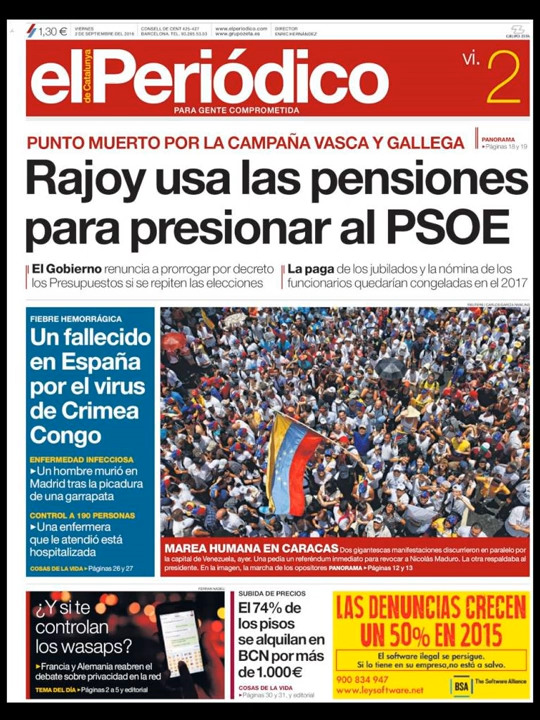 1,30 €
VIERNES
2 DE SEPTIEMBRE DEL 2016
CONSELL DE CENT 425-427
BARCELONA. TEL. 93.265.53.53
www.elperiodico.com
www.grupozeta.es
DIRECTOR
ENRIC HERNÁNDEZ
el Periódico
de Catalunya
PARA GENTE COMPROMETIDA
vi. 2
PUNTO MUERTO POR LA CAMPAÑA VASCA Y GALLEGA
PANORAMA
►Páginas 18 y 19
Rajoy usa las pensiones
para presionar al PSOE
El Gobierno renuncia a prorrogar por decreto
los Presupuestos si se repiten las elecciones
La paga de los jubilados y la nómina de los
funcionarios quedarían congeladas en el 2017
FIEBRE HEMORRÁGICA
Un fallecido
en España
por el virus
de Crimea
Congo
ENFERMEDAD INFECCIOSA
►Un hombre murió en
Madrid tras la picadura
de una garrapata
CONTROL A 190 PERSONAS
►Una enfermera
que le atendió está
hospitalizada
COSAS DE LA VIDA ►Páginas 26 y 27
MAREA HUMANA EN CARACAS Dos gigantescas manifestaciones discurrieron en paralelo por
la capital de Venezuela, ayer. Una pedía un referéndum inmediato para revocar a Nicolás Maduro. La otra respaldaba al
presidente. En la imagen, la marcha de los opositores PANORAMA ► Páginas 12 y 13
¿Y si te
controlan
los wasaps?
►Francia y Alemania reabren el
debate sobre privacidad en la red
TEMA DEL DÍA ►Páginas 2 a 5 y editorial
SUBIDA DE PRECIOS
El 74% de
los pisos
se alquilan en
BCN por más
de 1.000 €
COSAS DE LA VIDA
►Páginas 30 y 31, y editorial
LAS DENUNCIAS CRECEN
UN 50% EN 2015
El software ilegal se persigue.
Si lo tiene en su empresa, no está a salvo.
900 834 947
www.leysoftware.net
BSA
The Software Alliance